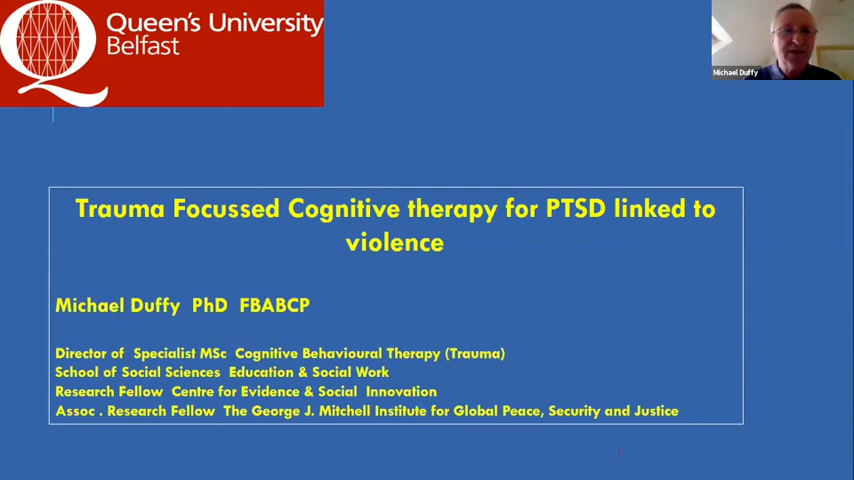 Queen's University
Belfast
Michael Duffy
Trauma Focussed Cognitive therapy for PTSD linked to
violence
Michael Duffy PhD FBABCP
Director of Specialist MSc Cognitive Behavioural Therapy (Trauma)
School of Social Sciences Education & Social Work
Research Fellow Centre for Evidence & Social Innovation
Assoc . Research Fellow The George J. Mitchell Institute for Global Peace, Security and Justice